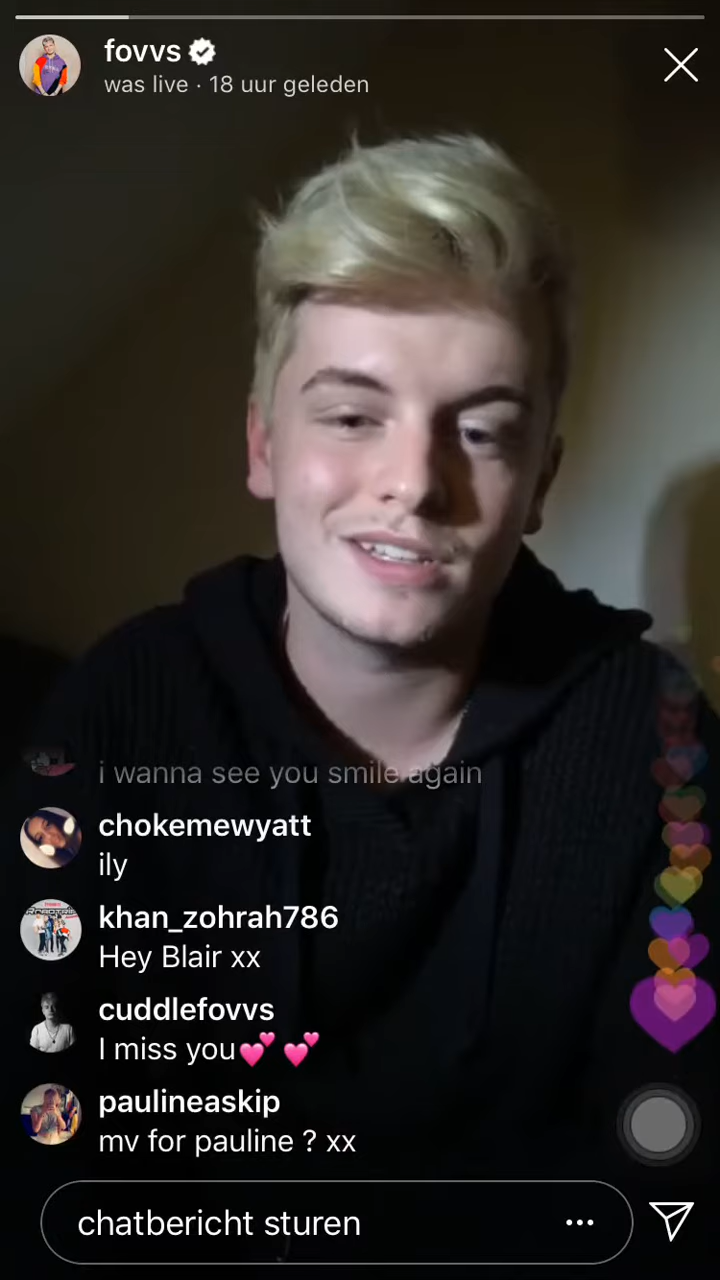 fovvs
was live · 18 uur geleden
i wanna see you smile again
chokemewyatt
ily
khan_zohrah786
Hey Blair xx
cuddlefovvs
I miss you💕 💕
paulineaskip
mv for pauline ? xx
chatbericht sturen